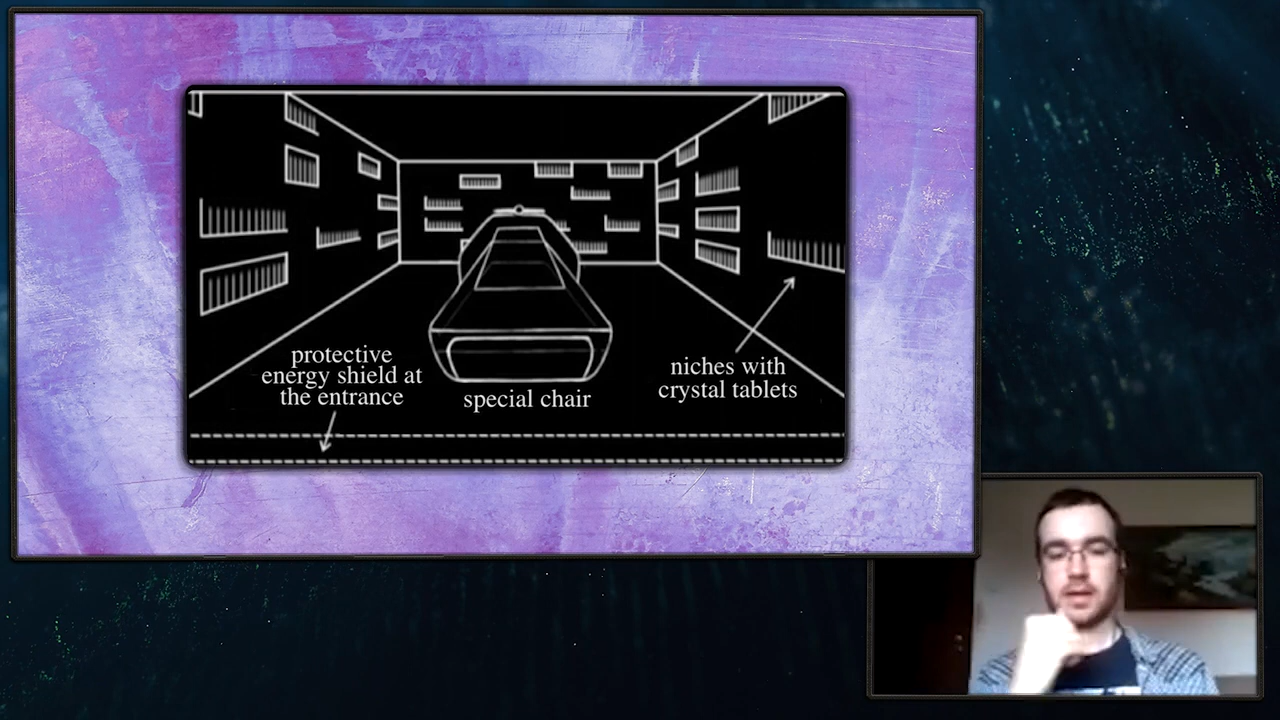 protective
energy shield at
the entrance
special chair
niches with
crystal tablets